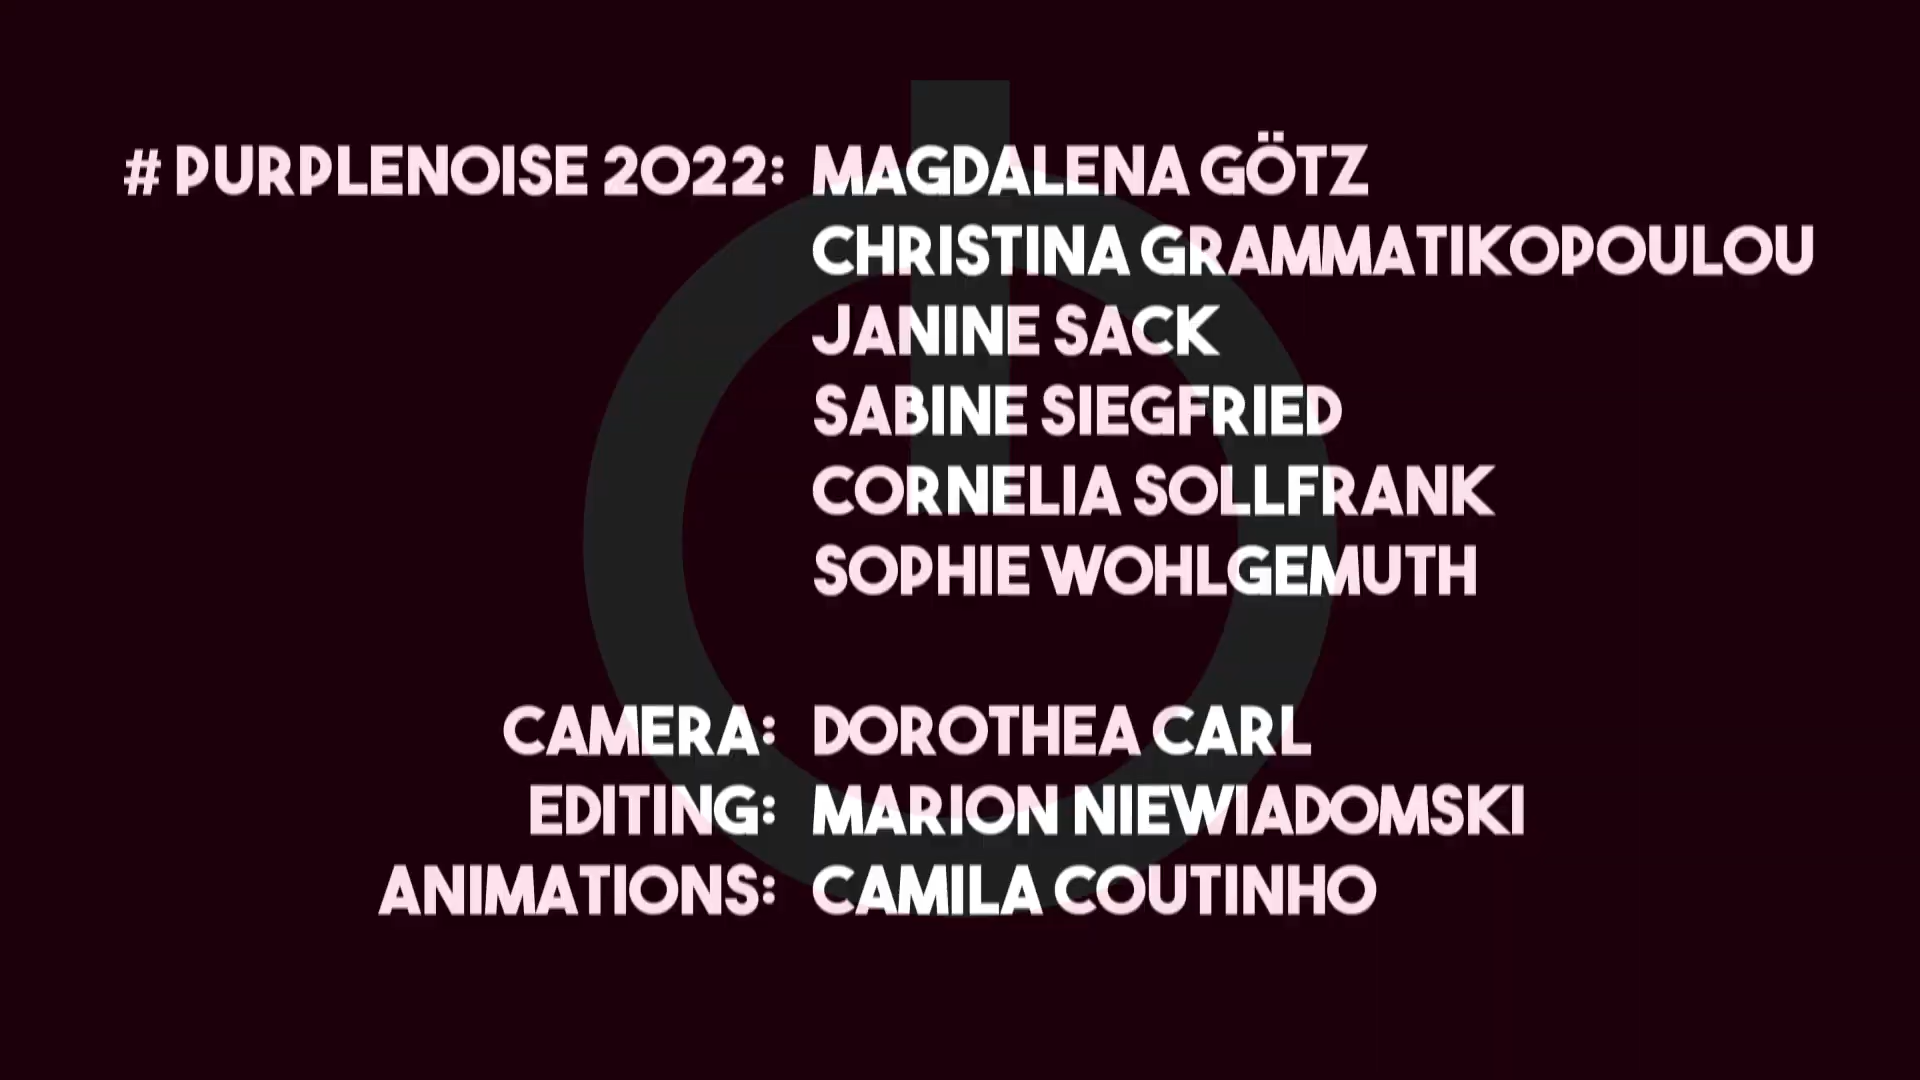 # PURPLENOISE 2022: MAGDALENA GÖTZ
CHRISTINA GRAMMATIKOPOULOU
JANINE SACK
SABINE SIEGFRIED
CORNELIA SOLLFRANK
SOPHIE WOHLGEMUTH
CAMERA: DOROTHEA CARL
EDITING: MARION NIEWIADOMSKI
ANIMATIONS: CAMILA COUTINHO